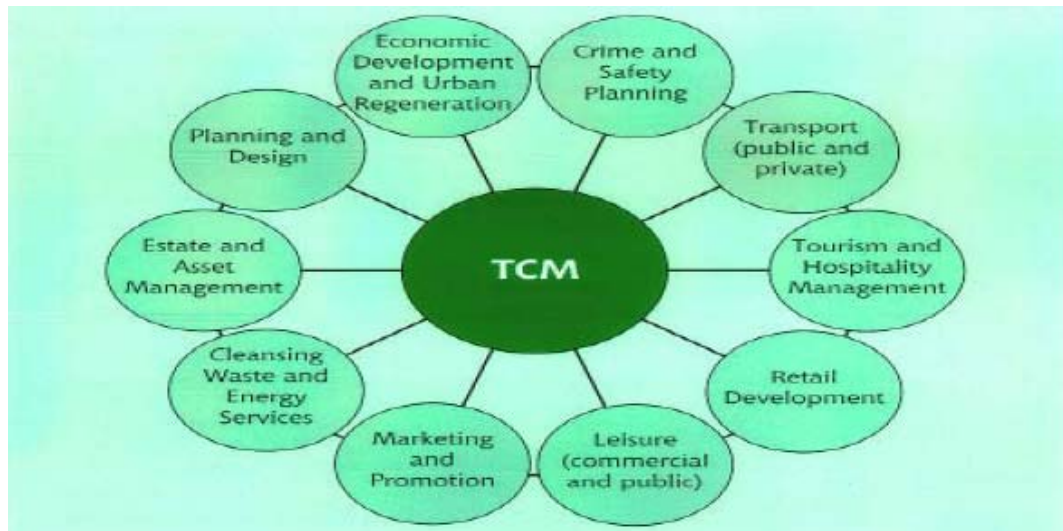 Economic
Development
and Urban
Regeneration
Crime and
Safety
Planning
Planning and
Design
Transport
(public and
private)
Estate and
Asset
Management
TCM
Tourism and
Hospitality
Management
Cleansing
Waste and
Energy
Services
Retail
Development
Marketing
and
Promotion
Leisure
(commercial
and public)